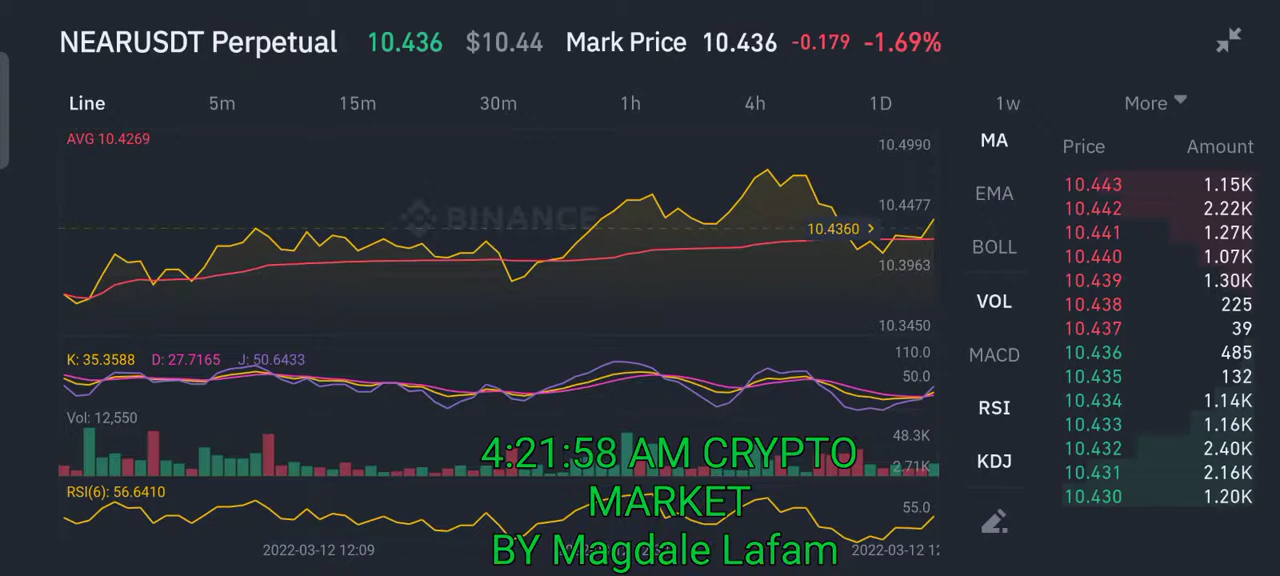 NEARUSDT Perpetual 10.436 $10.44 Mark Price 10.436 -0.179 -1.69%
Line 5m 15m 30m 1h 4h 1D 1w More
AVG 10.4269
10.4990
10.4477
BINANCE
10.4360
10.3963
10.3450
K: 35.3588 D: 27.7165 J: 50.6433
110.0
50.0
Vol: 12,550
48.3K
2.71K
RSI(6): 56.6410
55.0
2022-03-12 12:09
2022-03-12 12:
MA
EMA
BOLL
VOL
MACD
RSI
KDJ
Price Amount
10.443 1.15K
10.442 2.22K
10.441 1.27K
10.440 1.07K
10.439 1.30K
10.438 225
10.437 39
10.436 485
10.435 132
10.434 1.14K
10.433 1.16K
10.432 2.40K
10.431 2.16K
10.430 1.20K
4:21:58 AM CRYPTO
MARKET
BY Magdale Lafam